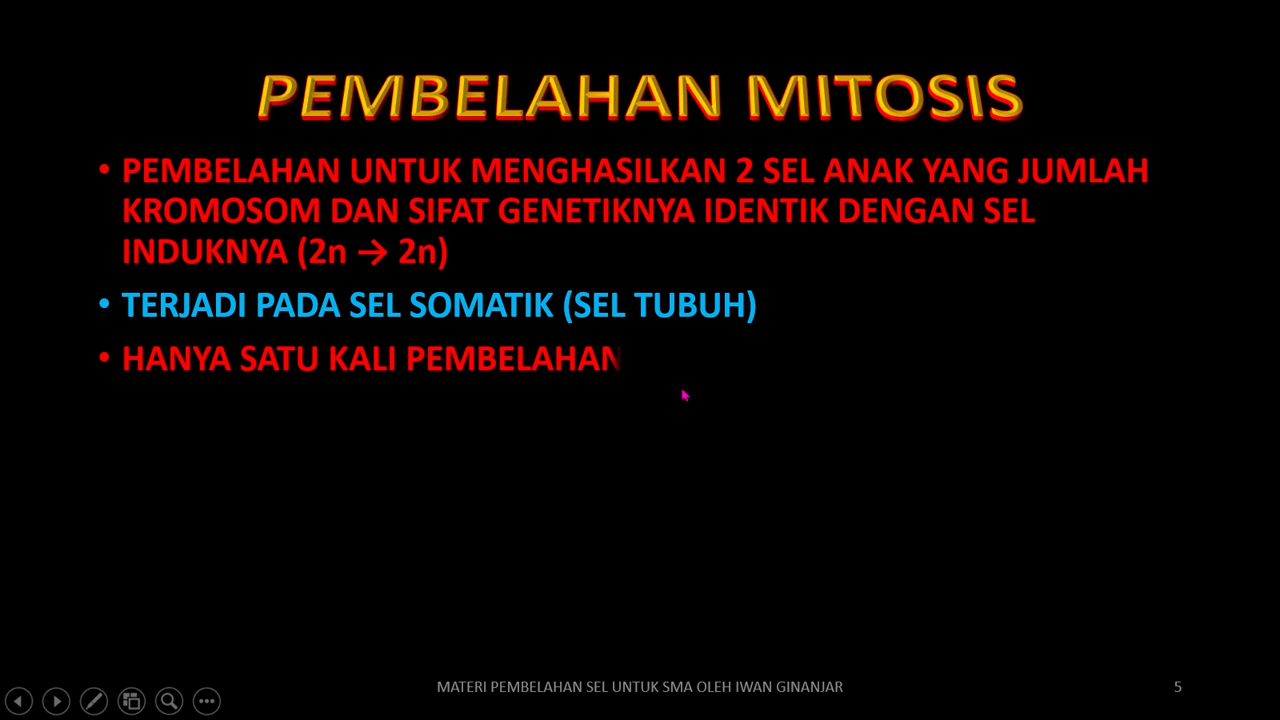 PEMBELAHAN MITOSIS
• PEMBELAHAN UNTUK MENGHASILKAN 2 SEL ANAK YANG JUMLAH
KROMOSOM DAN SIFAT GENETIKNYA IDENTIK DENGAN SEL
INDUKNYA (2n → 2n)
• TERJADI PADA SEL SOMATIK (SEL TUBUH)
• HANYA SATU KALI PEMBELAHAN
MATERI PEMBELAHAN SEL UNTUK SMA OLEH IWAN GINANJAR
5